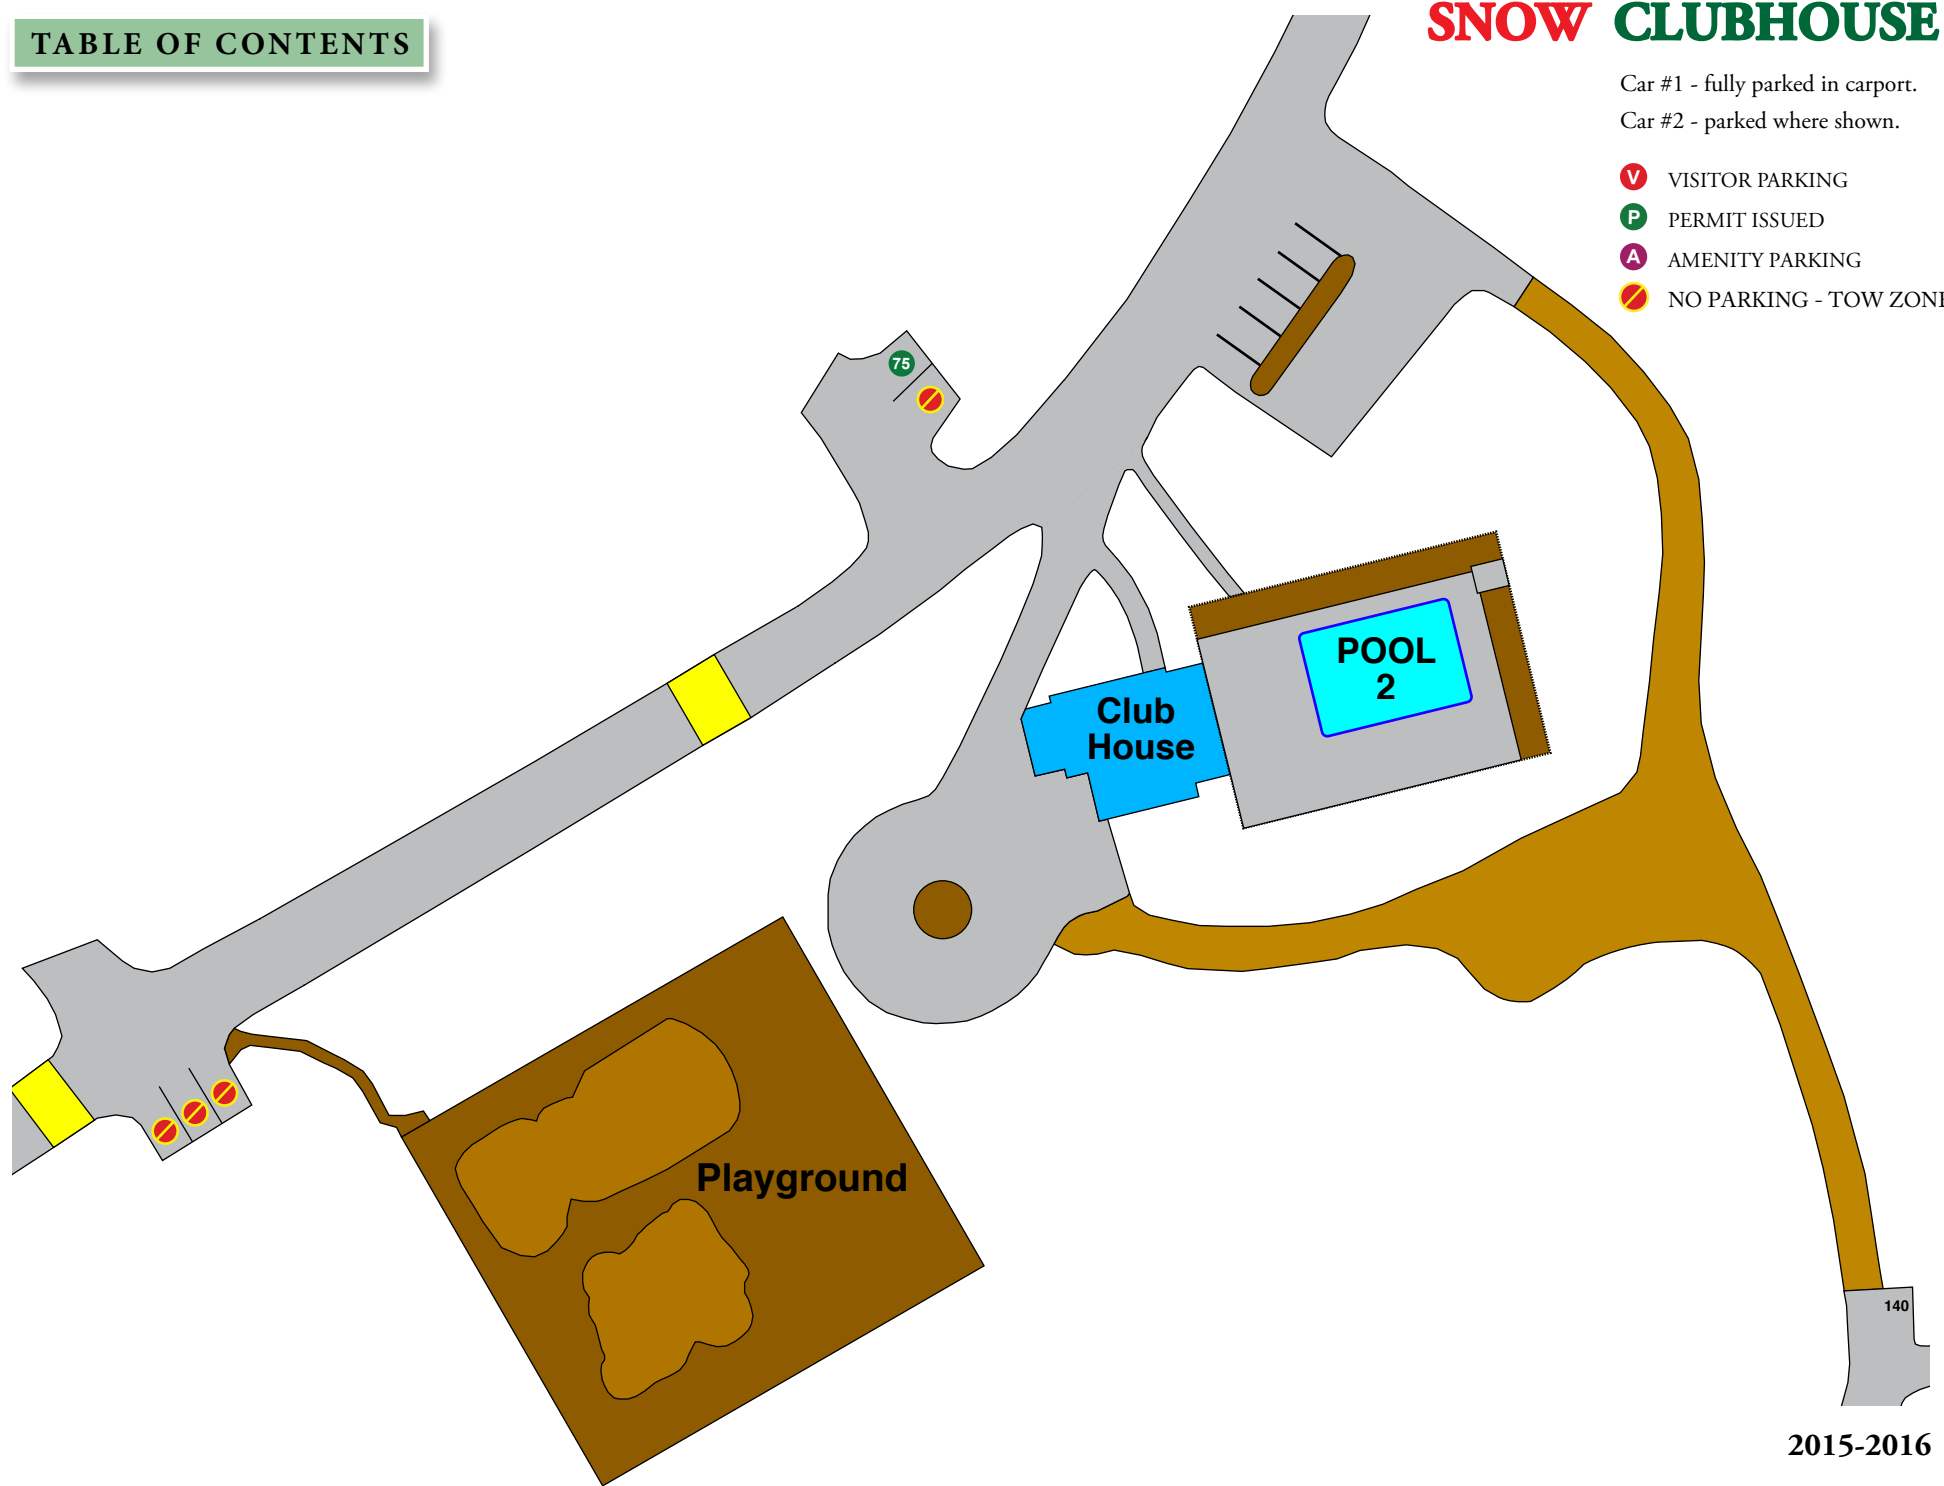 TABLE OF CONTENTS
SNOW CLUBHOUSE
Car #1 - fully parked in carport.
Car #2 - parked where shown.
V VISITOR PARKING
P PERMIT ISSUED
A AMENITY PARKING
NO PARKING - TOW ZONE
75
POOL
2
Club
House
Playground
140
2015-2016